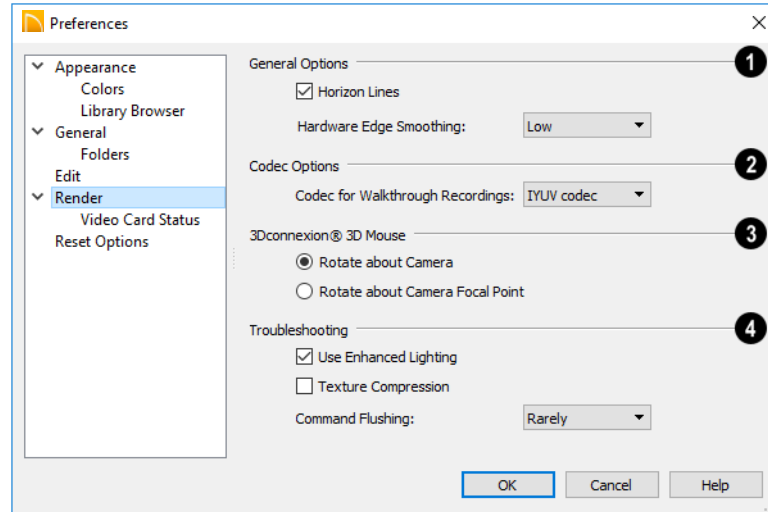 Preferences
Appearance
Colors
Library Browser
General
Folders
Edit
Render
Video Card Status
Reset Options
General Options 1
Horizon Lines
Hardware Edge Smoothing: Low
Codec Options 2
Codec for Walkthrough Recordings: IYUV codec
3Dconnexion® 3D Mouse 3
Rotate about Camera
Rotate about Camera Focal Point
Troubleshooting 4
Use Enhanced Lighting
Texture Compression
Command Flushing: Rarely
OK Cancel Help